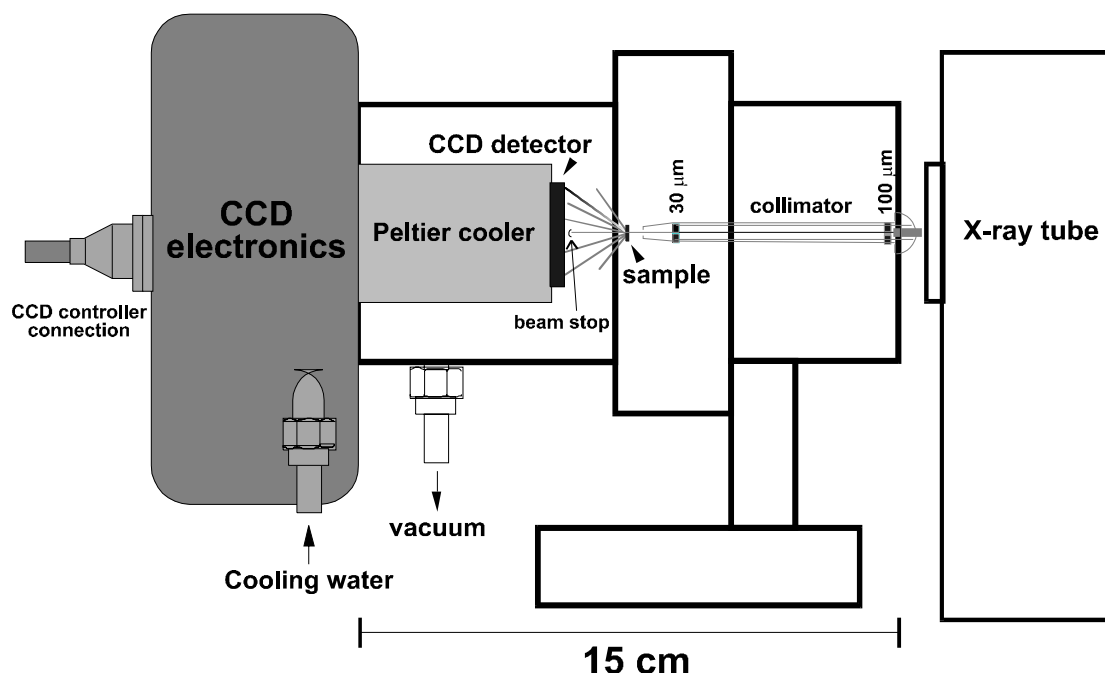 CCD detector
CCD
electronics
Peltier cooler
30 μm
collimator
100 μm
X-ray tube
sample
beam stop
CCD controller
connection
vacuum
Cooling water
15 cm